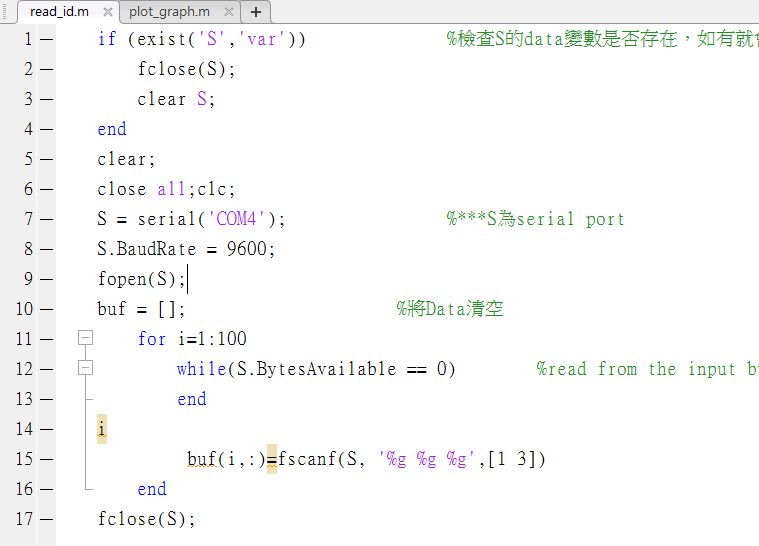 read_id.m × plot_graph.m × +
1 — if (exist('S','var')) %檢查S的data變數是否存在，如有就
2 — fclose(S);
3 — clear S;
4 — end
5 — clear;
6 — close all;clc;
7 — S = serial('COM4'); %***S為serial port
8 — S.BaudRate = 9600;
9 — fopen(S);
10 — buf = []; %將Data清空
11 — for i=1:100
12 — while(S.BytesAvailable == 0) %read from the input
13 — end
14 — i
15 — buf(i,:)=fscanf(S, '%g %g %g',[1 3])
16 — end
17 — fclose(S);